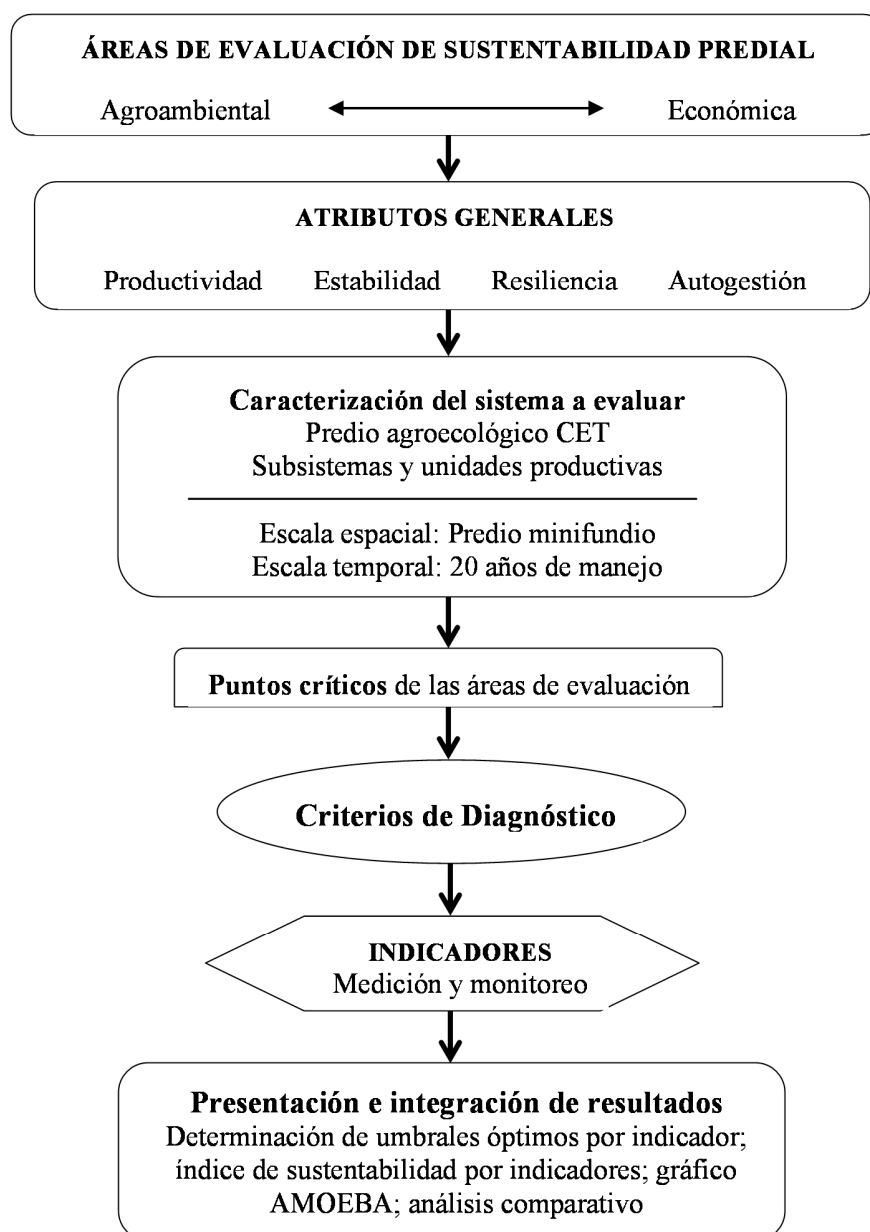 ÁREAS DE EVALUACIÓN DE SUSTENTABILIDAD PREDIAL
Agroambiental Económica
ATRIBUTOS GENERALES
Productividad Estabilidad Resiliencia Autogestión
Caracterización del sistema a evaluar
Predio agroecológico CET
Subsistemas y unidades productivas
Escala espacial: Predio minifundio
Escala temporal: 20 años de manejo
Puntos críticos de las áreas de evaluación
Criterios de Diagnóstico
INDICADORES
Medición y monitoreo
Presentación e integración de resultados
Determinación de umbrales óptimos por indicador;
índice de sustentabilidad por indicadores; gráfico
AMOEBA; análisis comparativo